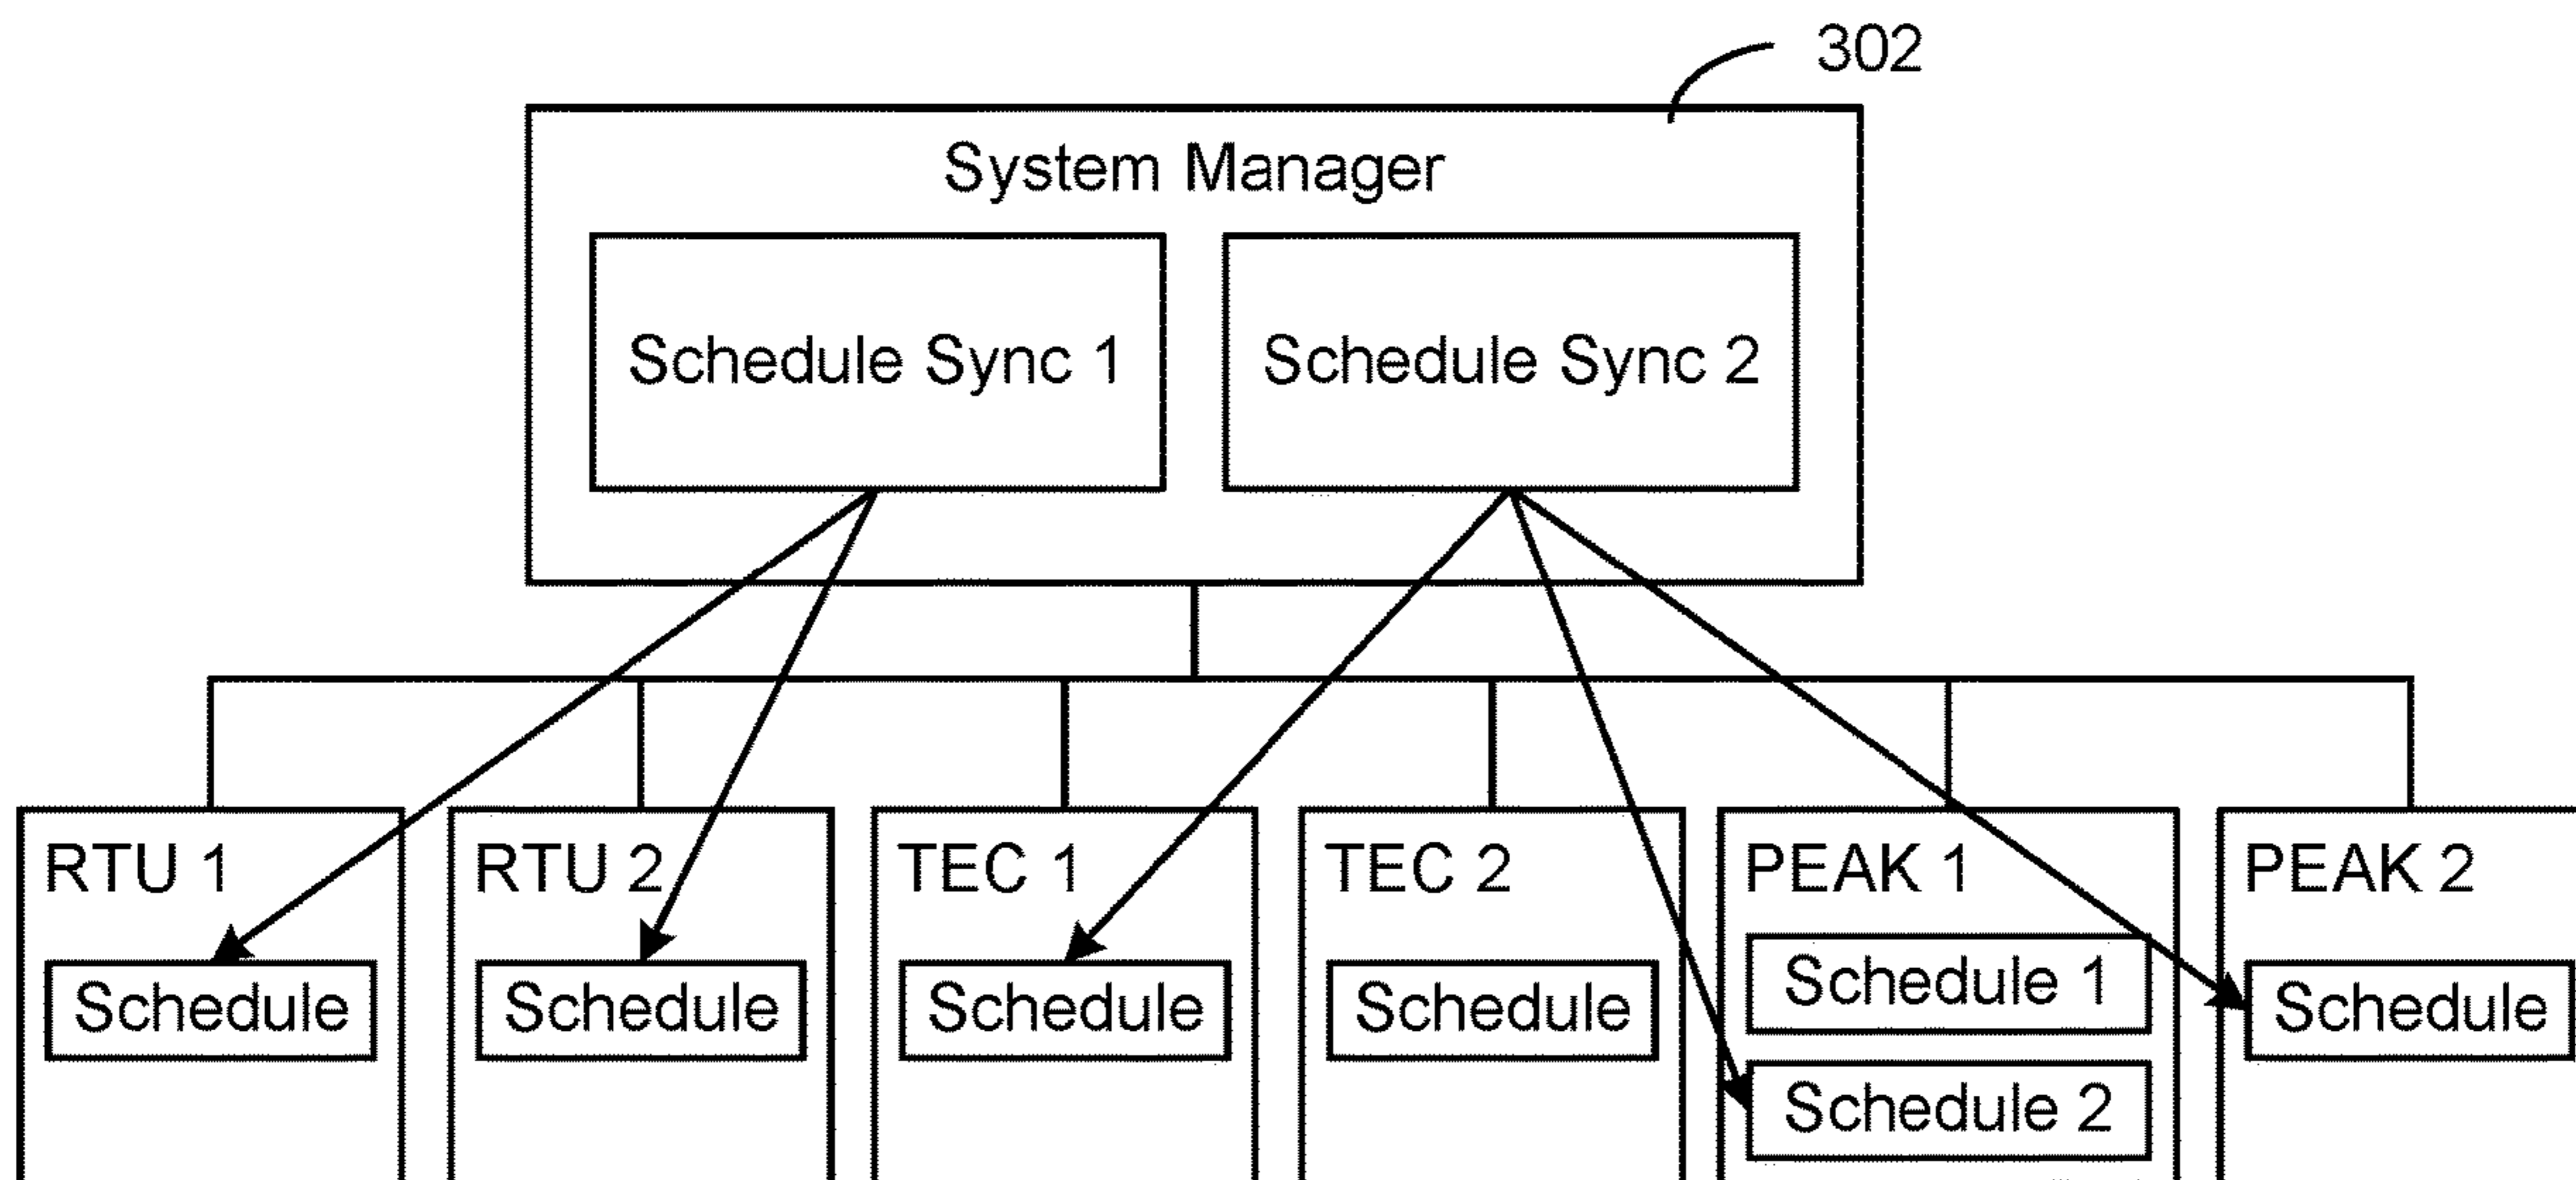 302
System Manager
Schedule Sync 1
Schedule Sync 2
RTU 1
RTU 2
TEC 1
TEC 2
PEAK 1
PEAK 2
Schedule
Schedule
Schedule
Schedule
Schedule 1
Schedule
Schedule 2